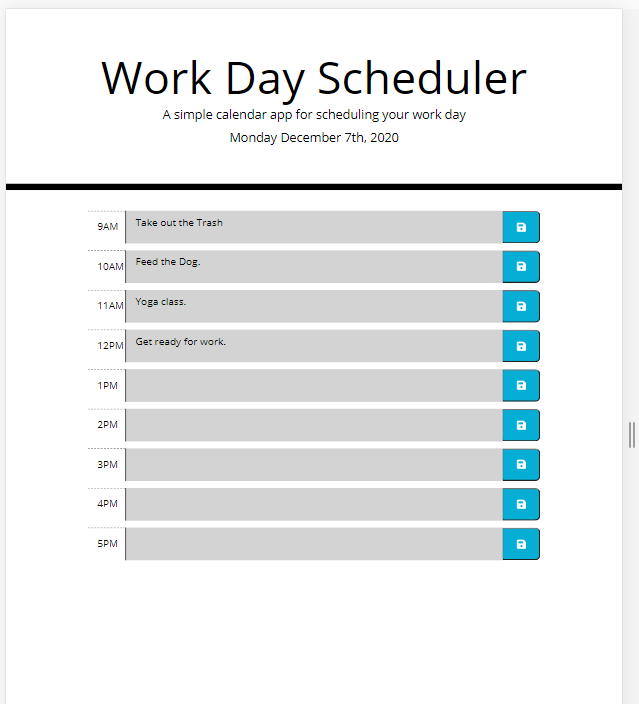 Work Day Scheduler
A simple calendar app for scheduling your work day
Monday December 7th, 2020
9AM Take out the Trash
10AM Feed the Dog.
11AM Yoga class.
12PM Get ready for work.
1PM
2PM
3PM
4PM
5PM